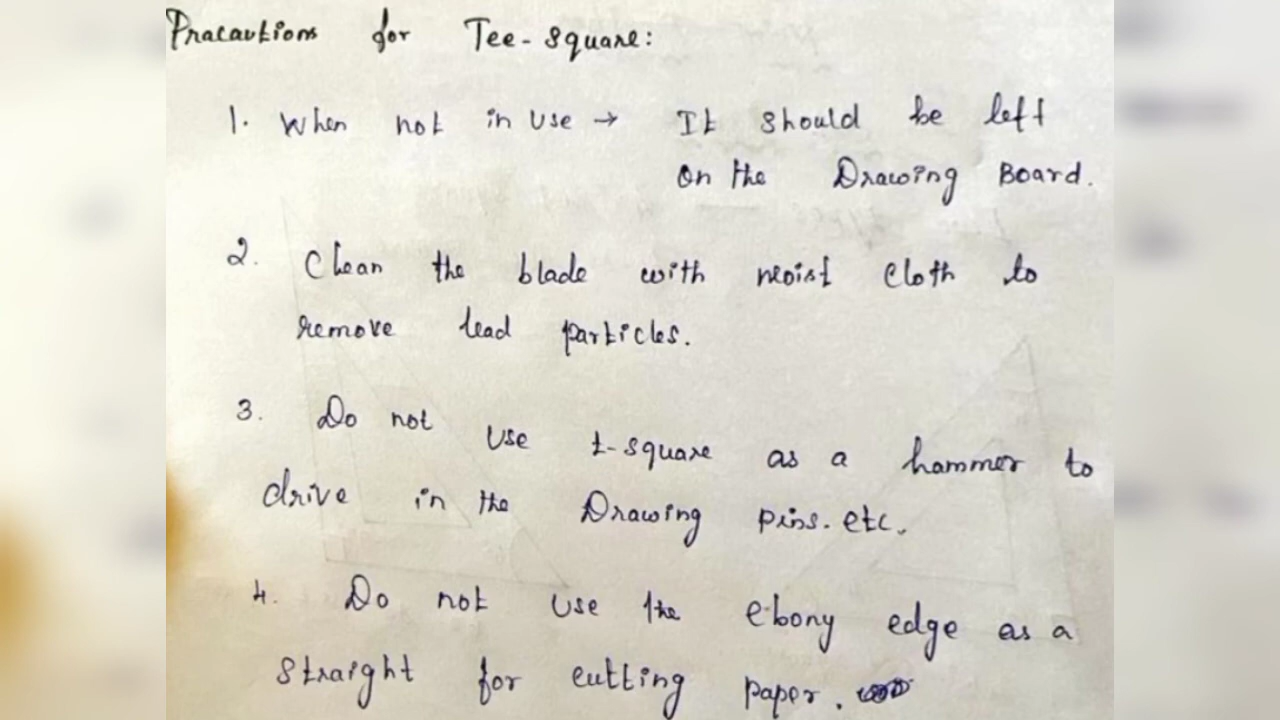 Pracautions for Tee-square:
1. When not in use → It should be left
on the Drawing Board.
2. Clean the blade with moist cloth to
remove lead particles.
3. Do not use t-square as a hammer to
drive in the Drawing pins. etc.
4. Do not use the ebony edge as a
straight for cutting paper.